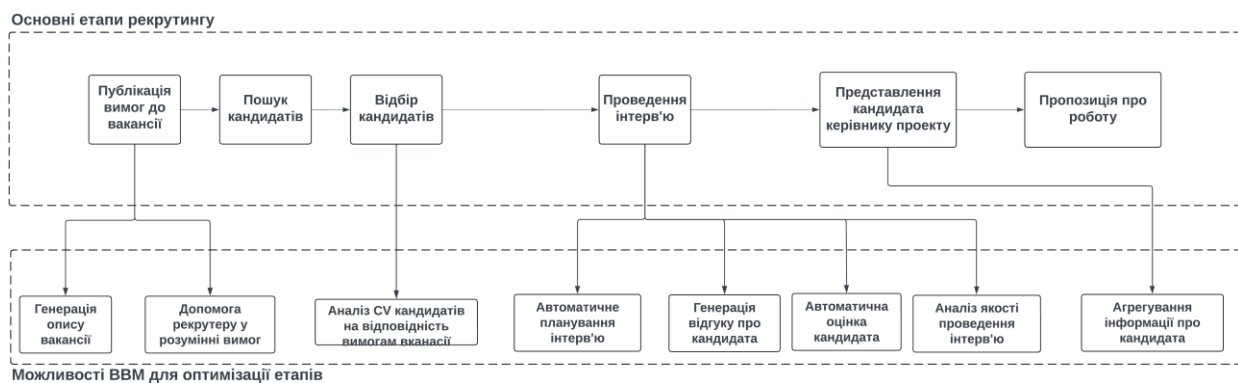 Основні етапи рекрутингу
Публікація
вимог до
вакансії
Пошук
кандидатів
Відбір
кандидатів
Проведення
інтерв'ю
Представлення
кандидата
керівнику проекту
Пропозиція про
роботу
Генерація
опису
вакансії
Допомога
рекрутеру у
розумінні вимог
Аналіз CV кандидатів
на відповідність
вимогам вканасії
Автоматичне
планування
інтерв'ю
Генерація
відгуку про
кандидата
Автоматична
оцінка
кандидата
Аналіз якості
проведення
інтерв'ю
Агрегування
інформації про
кандидата
Можливості ВВМ для оптимізації етапів